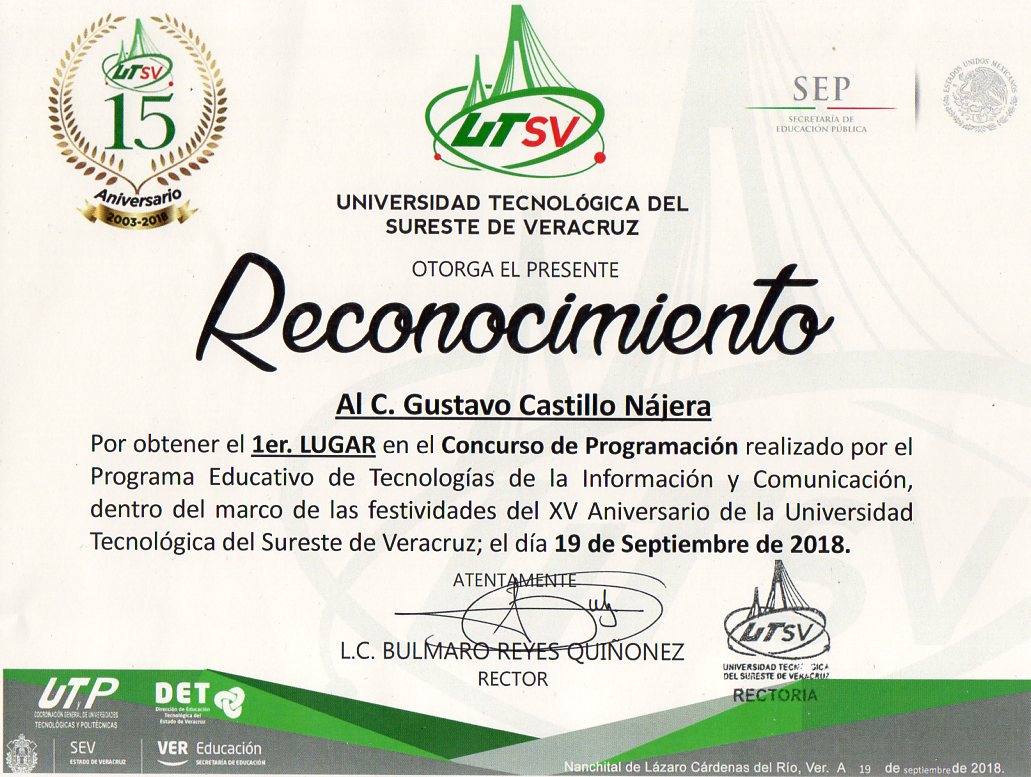 UTSV
15
Aniversario
2003-2018
UTSV
SEP
SECRETARÍA DE
EDUCACIÓN PÚBLICA
ESTADOS UNIDOS MEXICANOS
UNIVERSIDAD TECNOLÓGICA DEL
SURESTE DE VERACRUZ
OTORGA EL PRESENTE
Reconocimiento
Al C. Gustavo Castillo Nájera
Por obtener el 1er. LUGAR en el Concurso de Programación realizado por el
Programa Educativo de Tecnologías de la Información y Comunicación,
dentro del marco de las festividades del XV Aniversario de la Universidad
Tecnológica del Sureste de Veracruz; el día 19 de Septiembre de 2018.
ATENTAMENTE
L.C. BULMARO REYES QUIÑONEZ
RECTOR
UTSV
UNIVERSIDAD TECNOLÓGICA
DEL SURESTE DE VERACRUZ
RECTORIA
UTyP
COORDINACIÓN GENERAL DE UNIVERSIDADES
TECNOLÓGICAS Y POLITÉCNICAS
DET
Dirección de Educación
Tecnológica del
Estado de Veracruz
SEV
ESTADO DE VERACRUZ
VER Educación
SECRETARÍA DE EDUCACIÓN
Nanchital de Lázaro Cárdenas del Río, Ver. A 19 de septiembre de 2018.